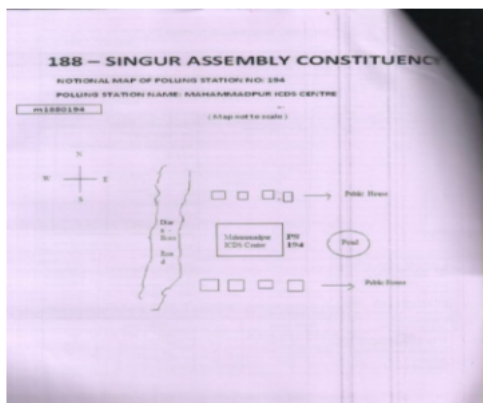 188 – SINGUR ASSEMBLY CONSTITUENCY
NOTIONAL MAP OF POLLING STATION NO: 194
POLLING STATION NAME: MAHAMMADPUR ICDS CENTRE
m1880194
( Map not to scale )
N
W E
S
Public House
Road
Mahammadpur PS
ICDS Centre 194
Pond
Public House